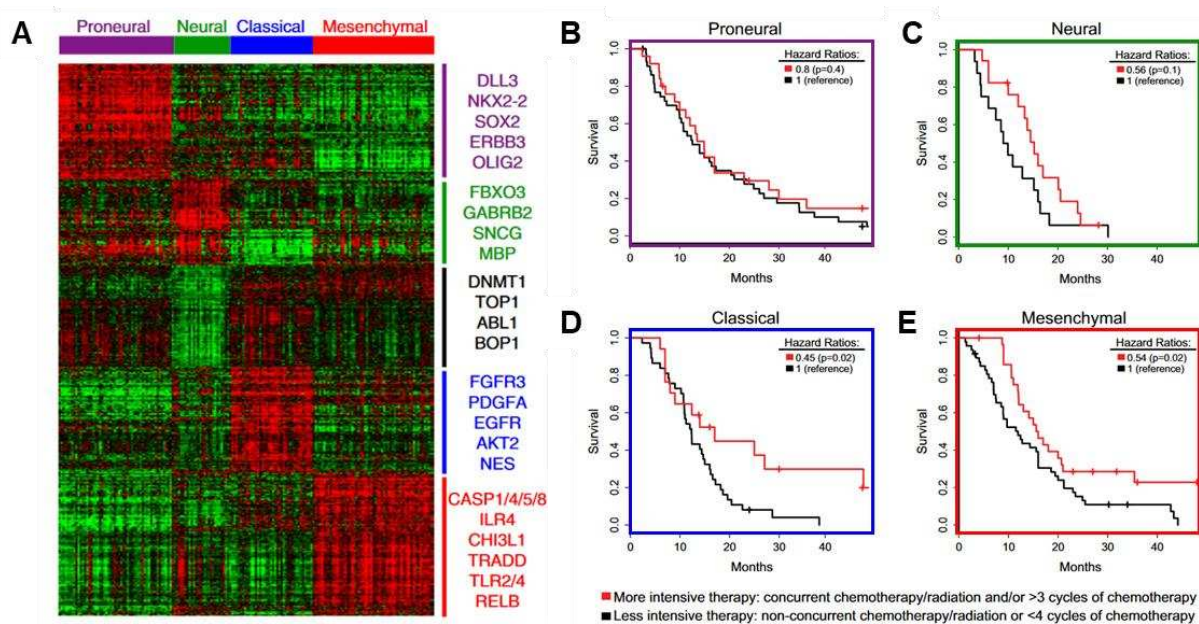 A
Proneural Neural Classical Mesenchymal
DLL3
NKX2-2
SOX2
ERBB3
OLIG2
FBXO3
GABRB2
SNCG
MBP
DNMT1
TOP1
ABL1
BOP1
FGFR3
PDGFA
EGFR
AKT2
NES
CASP1/4/5/8
ILR4
CHI3L1
TRADD
TLR2/4
RELB
B
Proneural
Hazard Ratios:
0.8 (p=0.4)
1 (reference)
Survival
1.0
0.8
0.6
0.4
0.2
0.0
0 10 20 30 40
Months
C
Neural
Hazard Ratios:
0.56 (p=0.1)
1 (reference)
Survival
1.0
0.8
0.6
0.4
0.2
0.0
0 10 20 30 40
Months
D
Classical
Hazard Ratios:
0.45 (p=0.02)
1 (reference)
Survival
1.0
0.8
0.6
0.4
0.2
0.0
0 10 20 30 40
Months
E
Mesenchymal
Hazard Ratios:
0.54 (p=0.02)
1 (reference)
Survival
1.0
0.8
0.6
0.4
0.2
0.0
0 10 20 30 40
Months
More intensive therapy: concurrent chemotherapy/radiation and/or >3 cycles of chemotherapy
Less intensive therapy: non-concurrent chemotherapy/radiation or <4 cycles of chemotherapy